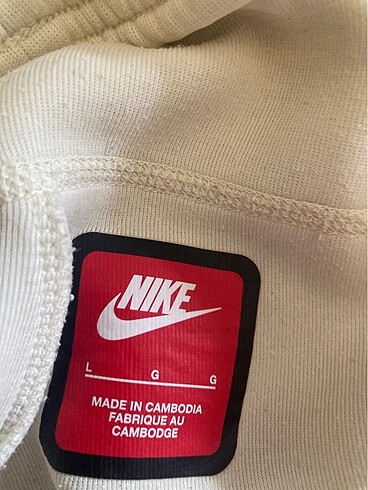 NIKE
L G G
MADE IN CAMBODIA
FABRIQUE AU
CAMBODGE